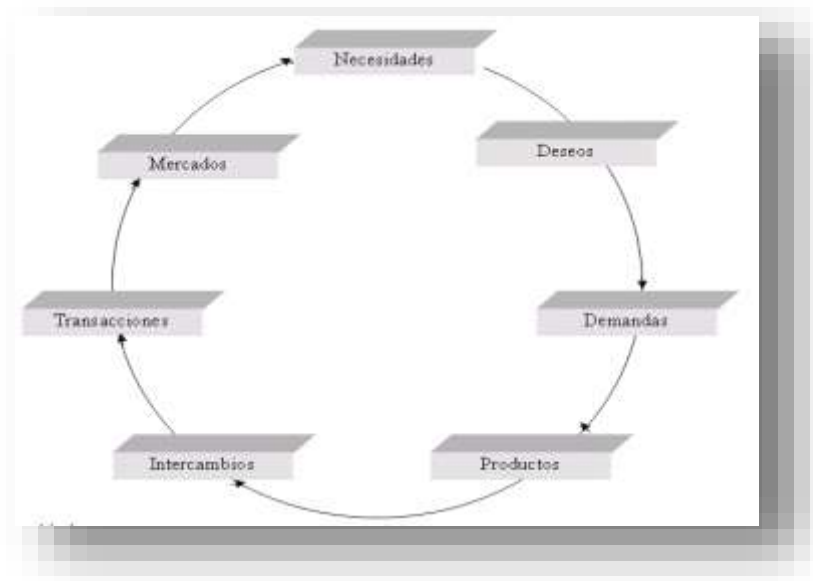 Necesidades
Deseos
Demandas
Productos
Intercambios
Transacciones
Mercados